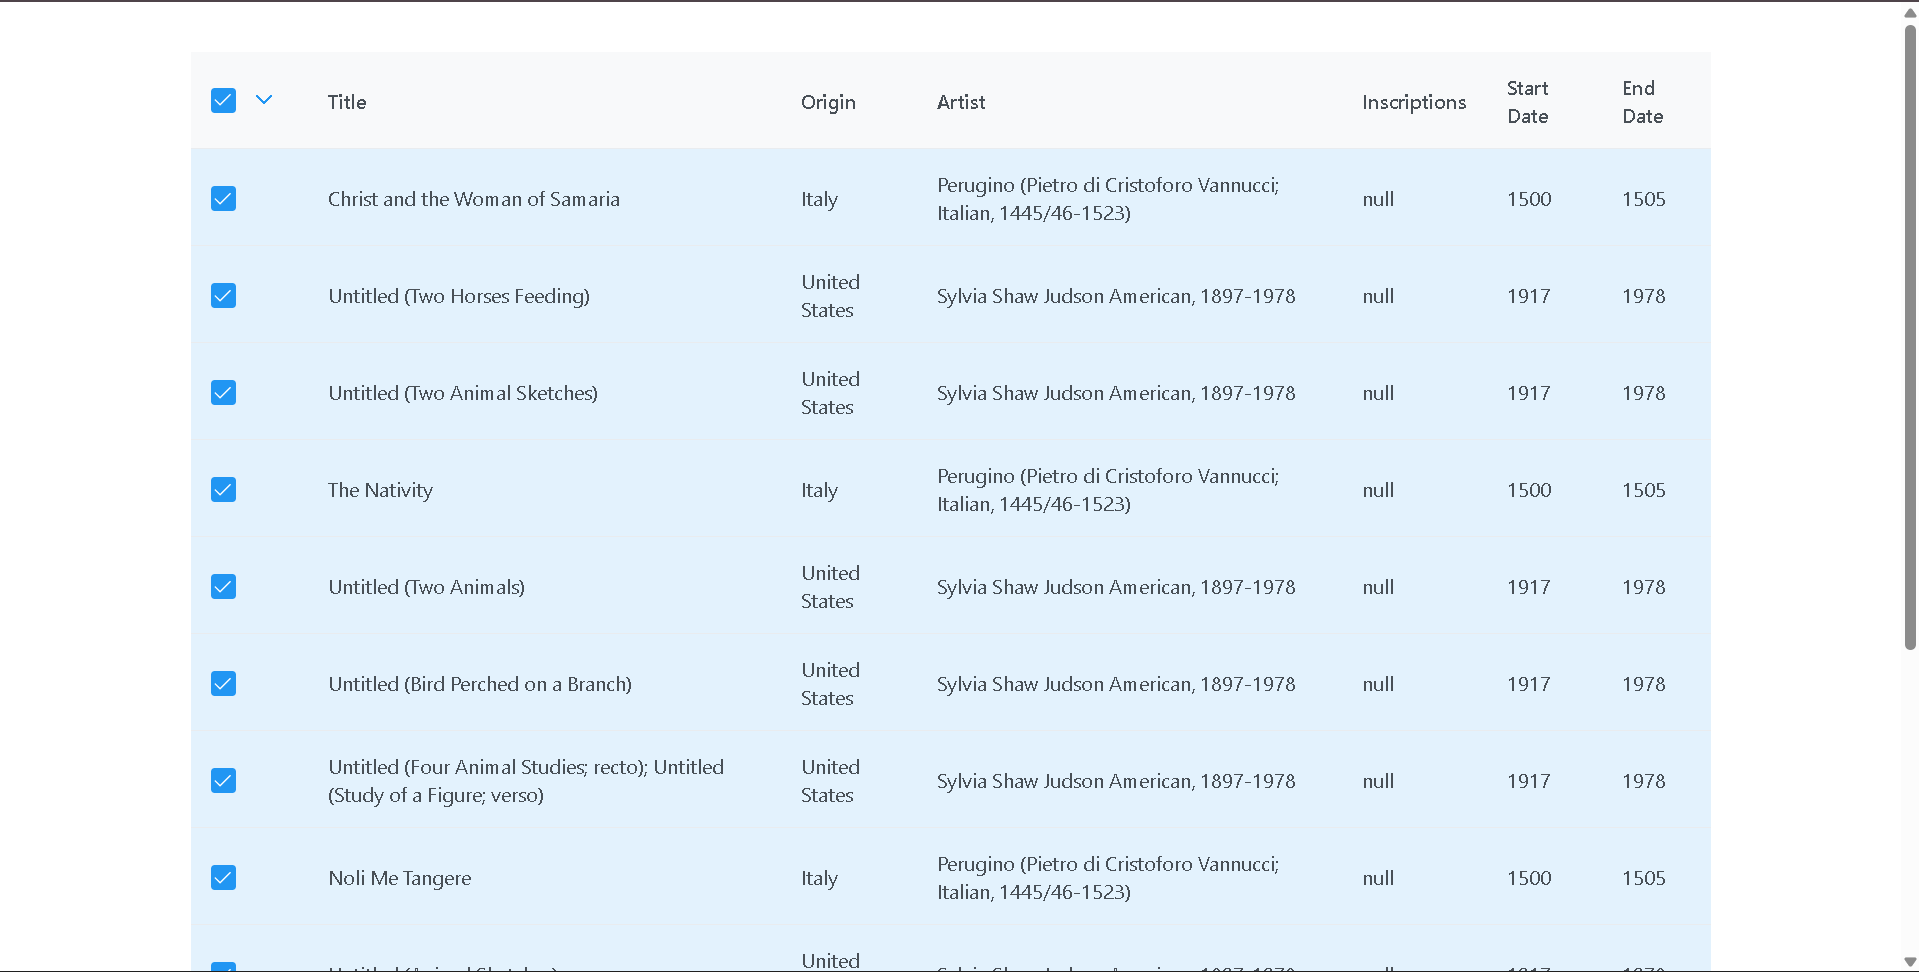 Title Origin Artist Inscriptions Start Date End Date
Christ and the Woman of Samaria Italy Perugino (Pietro di Cristoforo Vannucci; Italian, 1445/46-1523) null 1500 1505
Untitled (Two Horses Feeding) United States Sylvia Shaw Judson American, 1897-1978 null 1917 1978
Untitled (Two Animal Sketches) United States Sylvia Shaw Judson American, 1897-1978 null 1917 1978
The Nativity Italy Perugino (Pietro di Cristoforo Vannucci; Italian, 1445/46-1523) null 1500 1505
Untitled (Two Animals) United States Sylvia Shaw Judson American, 1897-1978 null 1917 1978
Untitled (Bird Perched on a Branch) United States Sylvia Shaw Judson American, 1897-1978 null 1917 1978
Untitled (Four Animal Studies; recto); Untitled (Study of a Figure; verso) United States Sylvia Shaw Judson American, 1897-1978 null 1917 1978
Noli Me Tangere Italy Perugino (Pietro di Cristoforo Vannucci; Italian, 1445/46-1523) null 1500 1505
United